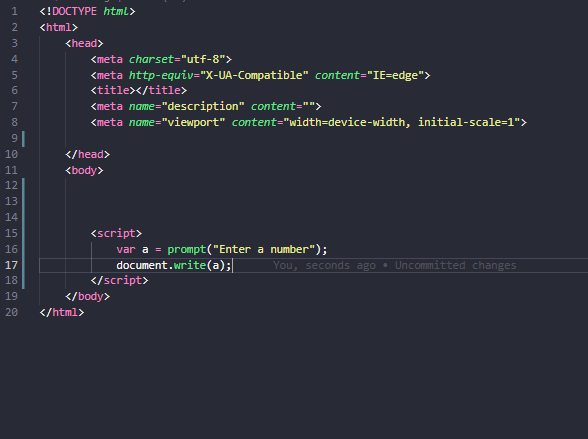 1 <!DOCTYPE html>
2 <html>
3 <head>
4 <meta charset="utf-8">
5 <meta http-equiv="X-UA-Compatible" content="IE=edge">
6 <title></title>
7 <meta name="description" content="">
8 <meta name="viewport" content="width=device-width, initial-scale=1">
9
10 </head>
11 <body>
12
13
14
15 <script>
16 var a = prompt("Enter a number");
17 document.write(a); You, seconds ago • Uncommitted changes
18 </script>
19 </body>
20 </html>